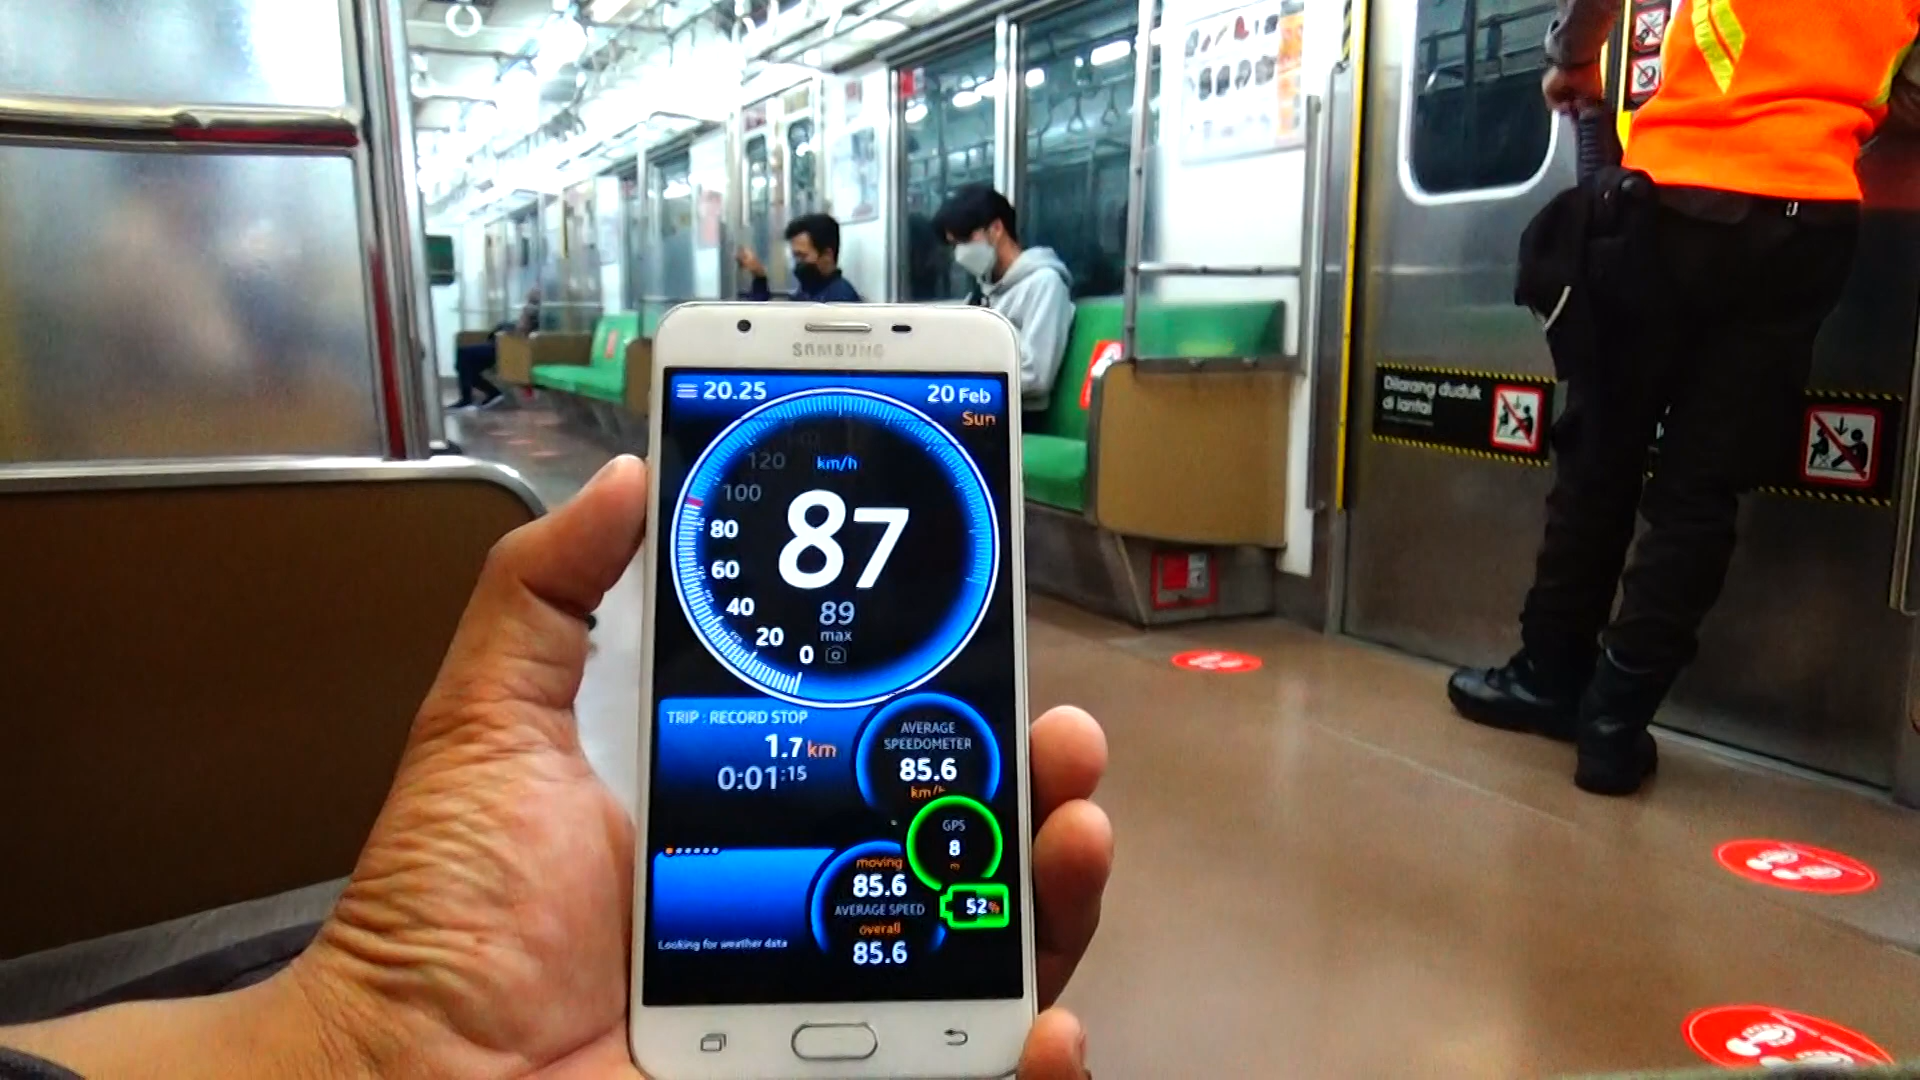 SAMSUNG
20.25
20 Feb
Sun
km/h
120
100
80
60
40
20
0
87
89
max
TRIP : RECORD STOP
1.7 km
0:01:15
AVERAGE
SPEEDOMETER
85.6
km/h
GPS
8
m
moving
85.6
AVERAGE SPEED
overall
85.6
52%
Looking for weather data
Dilarang duduk
di lantai